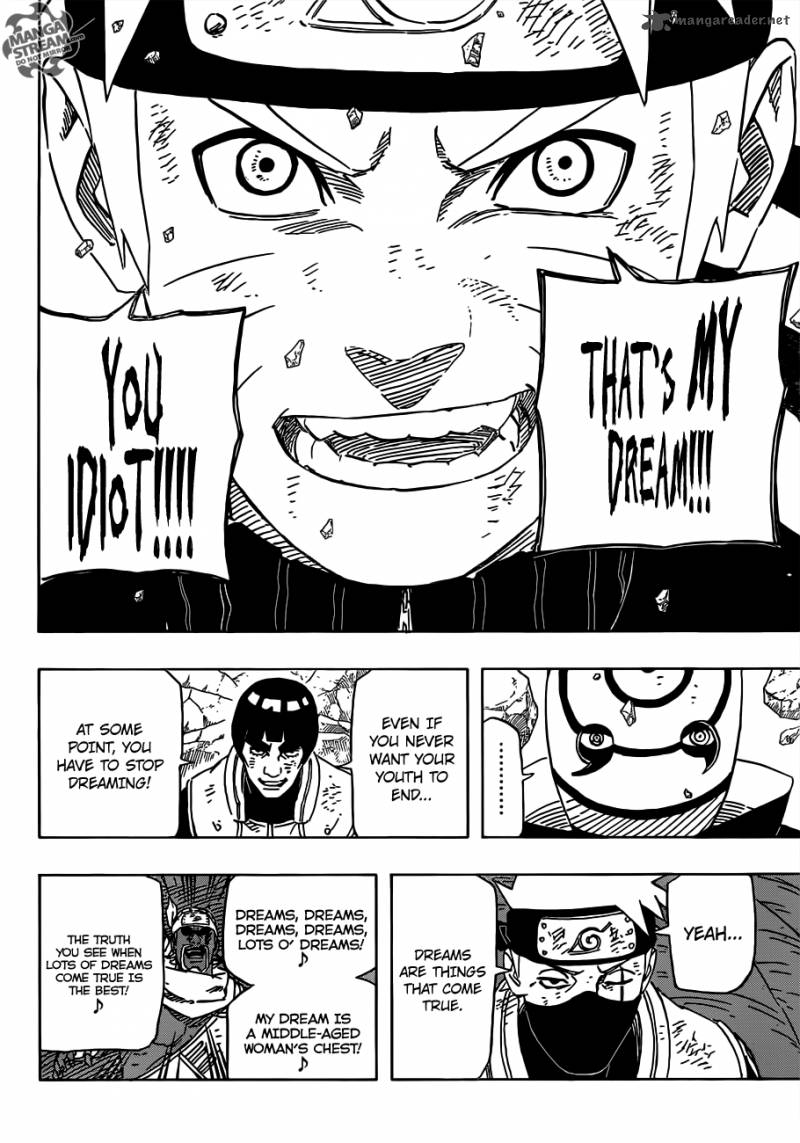 MANGA
STREAM.com
DO NOT MIRROR!
mangareader.net
THAT'S MY
DREAM!!!
YOU
IDIOT!!!!
..........
EVEN IF
YOU NEVER
WANT YOUR
YOUTH TO
END...
AT SOME
POINT, YOU
HAVE TO STOP
DREAMING!
YEAH...
DREAMS
ARE THINGS
THAT COME
TRUE.
DREAMS, DREAMS,
DREAMS, DREAMS,
LOTS O' DREAMS!
♪
MY DREAM IS
A MIDDLE-AGED
WOMAN'S CHEST!
♪
THE TRUTH
YOU SEE WHEN
LOTS OF DREAMS
COME TRUE IS
THE BEST!
♪